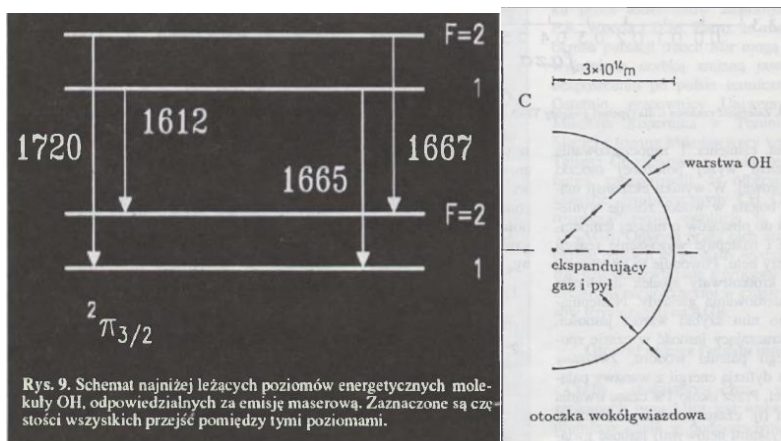 F=2
1
1720
1612
1665
1667
F=2
1
²π₃/₂
Rys. 9. Schemat najniżej leżących poziomów energetycznych mole-
kuły OH, odpowiedzialnych za emisję maserową. Zaznaczone są czę-
stości wszystkich przejść pomiędzy tymi poziomami.
3×10¹⁴m
C
warstwa OH
ekspandujący
gaz i pył
otoczka wokółgwiazdowa